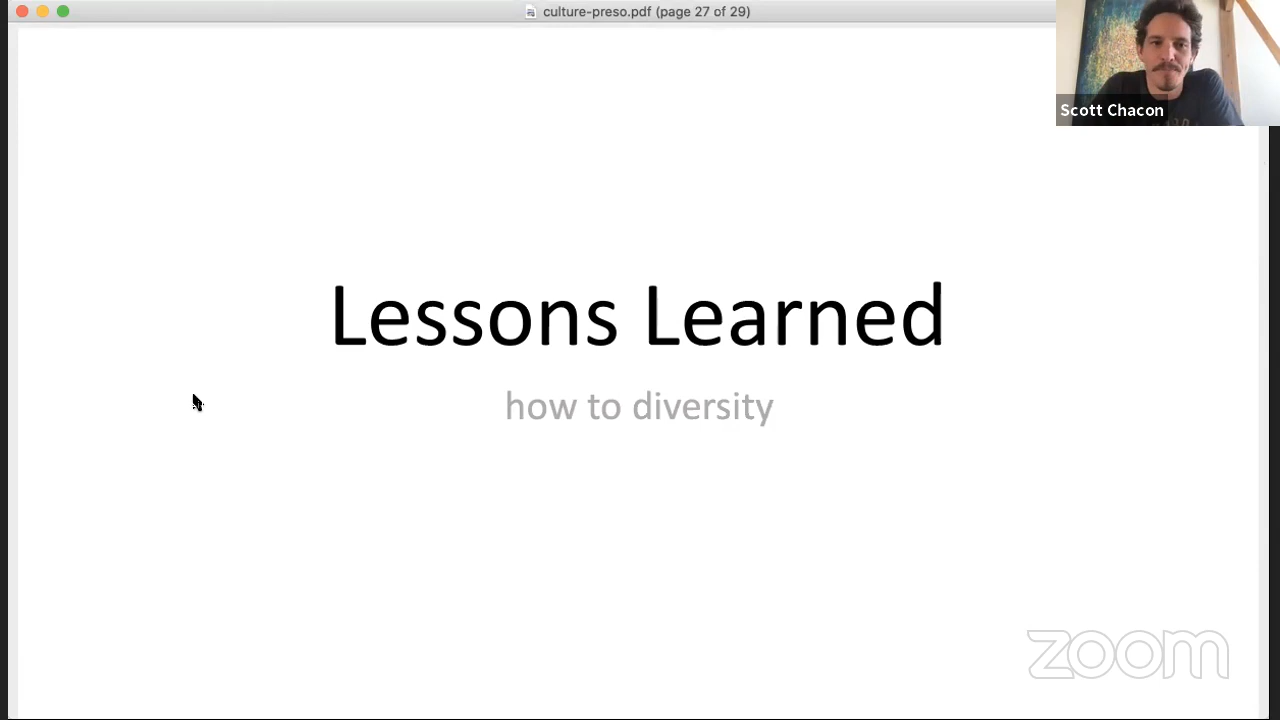 culture-preso.pdf (page 27 of 29)
Scott Chacon
Lessons Learned
how to diversity
zoom